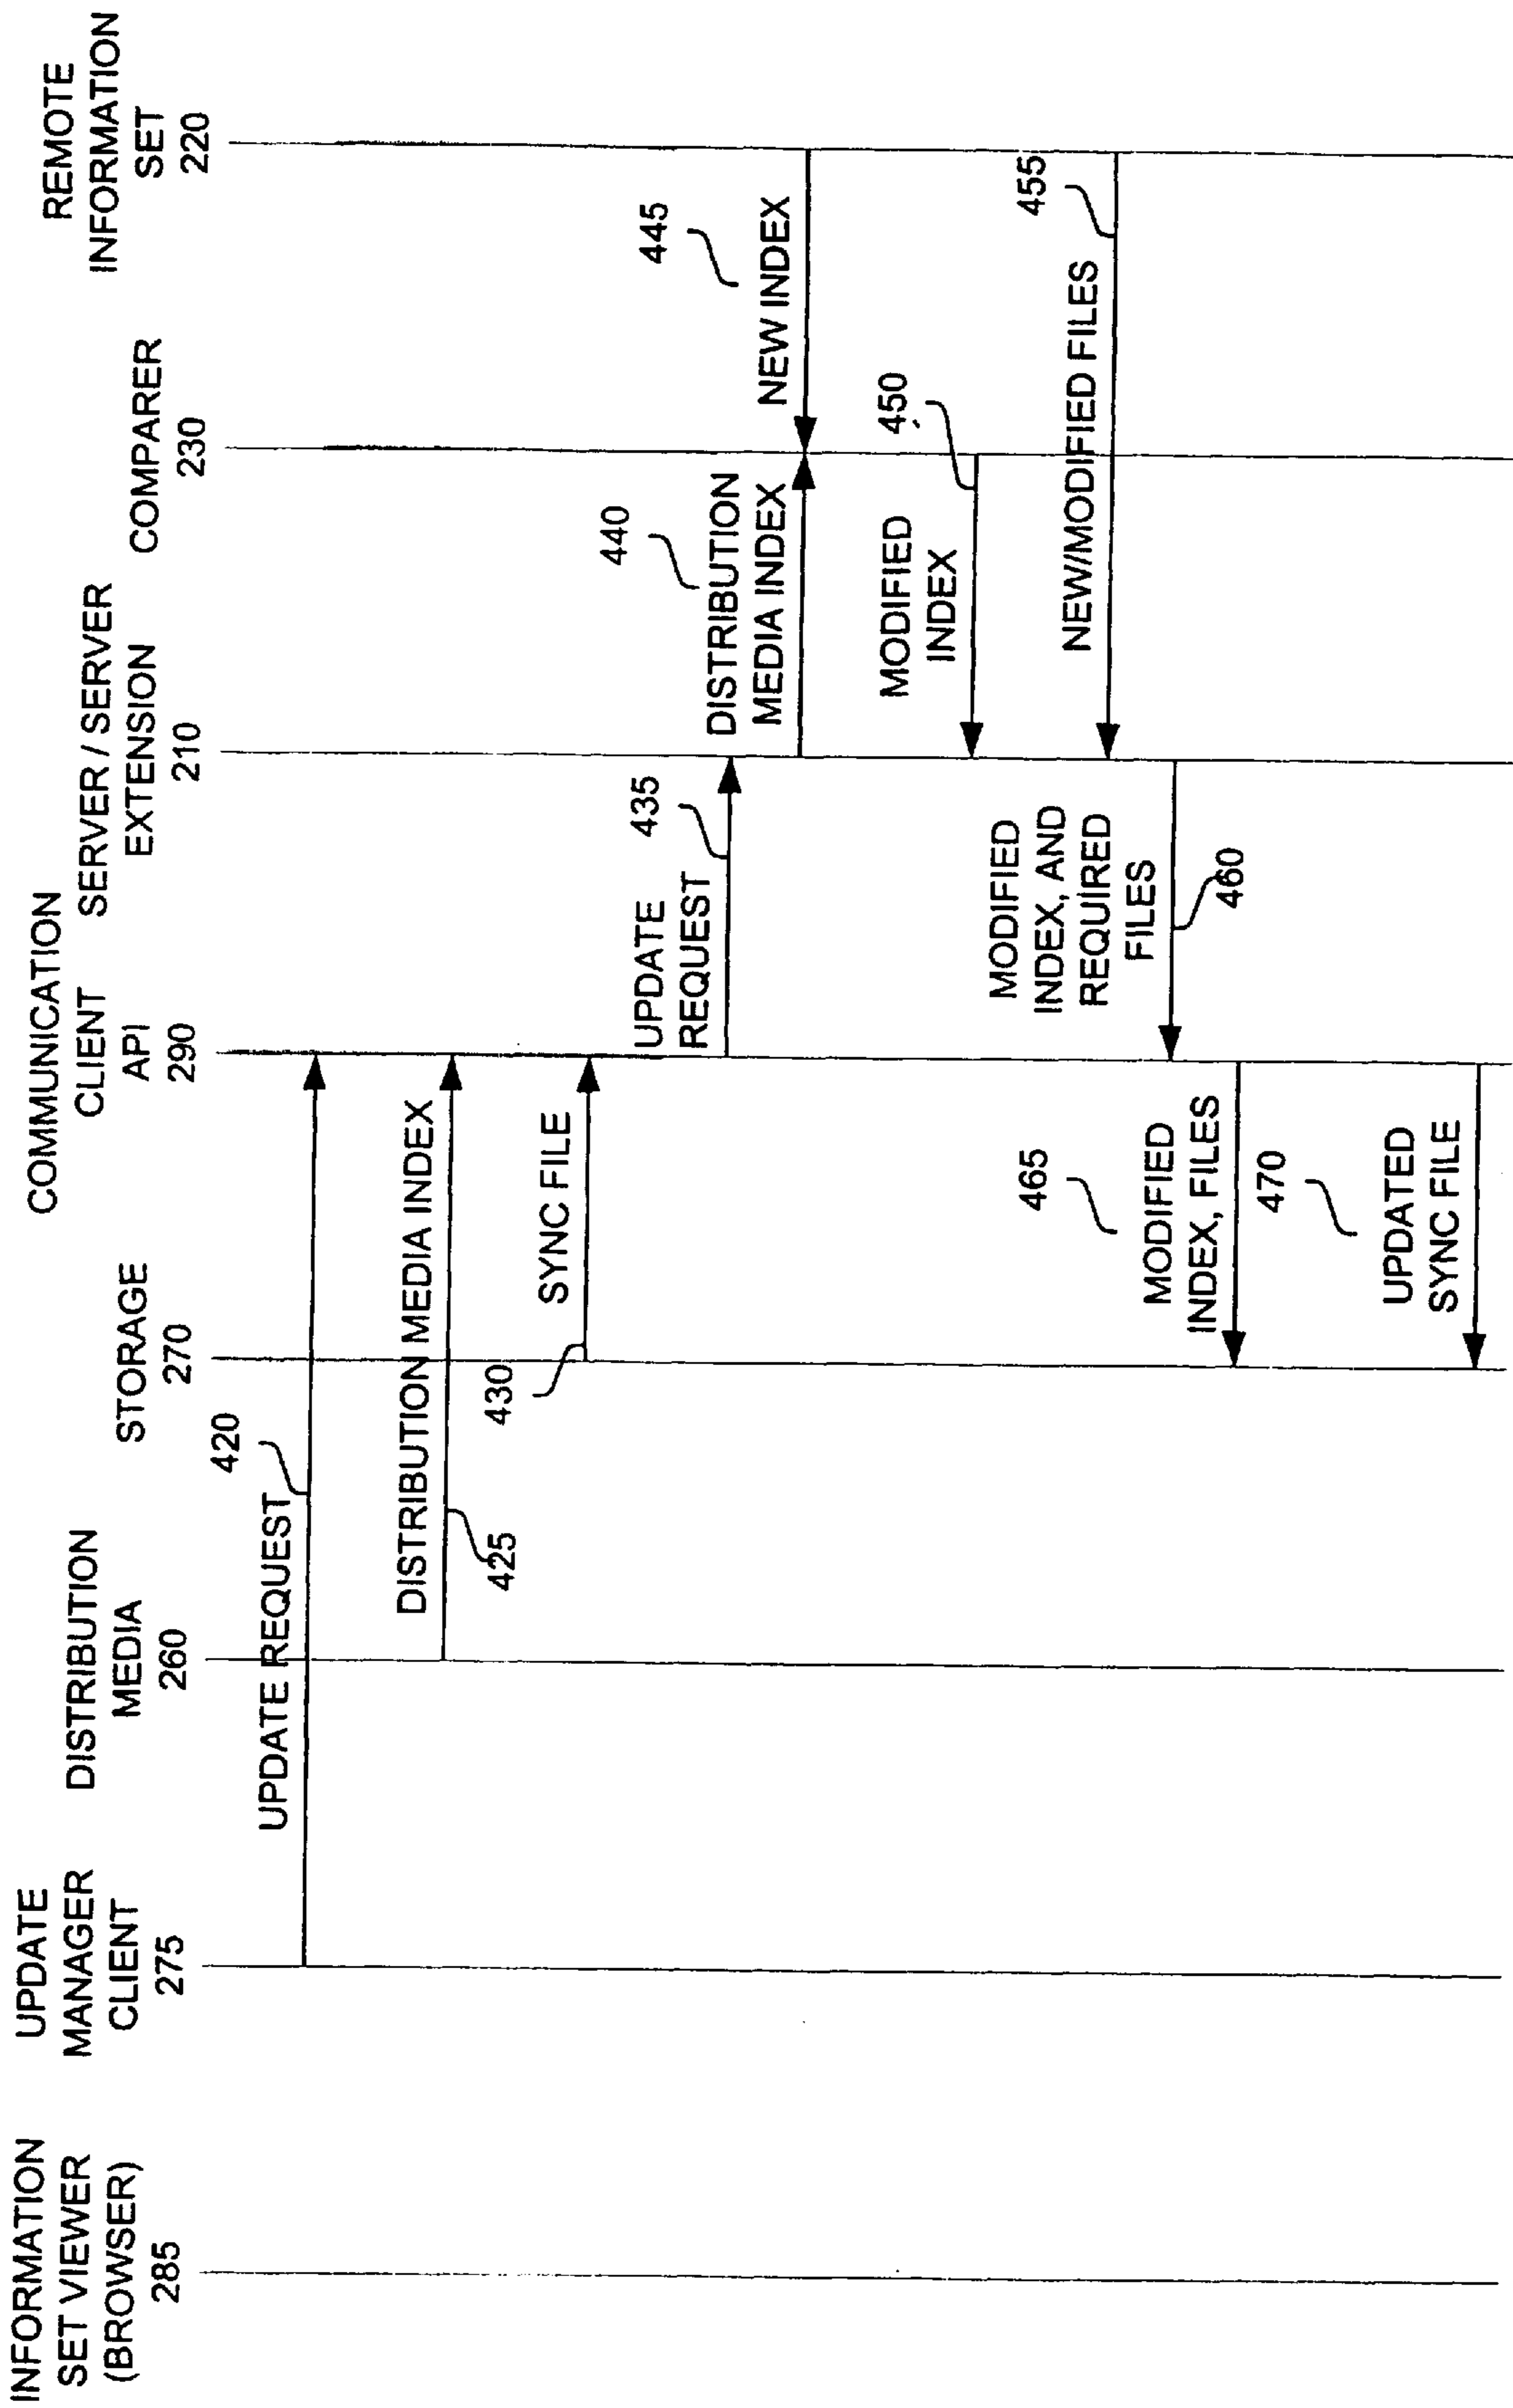 INFORMATION
SET VIEWER
(BROWSER)
285
UPDATE
MANAGER
CLIENT
275
DISTRIBUTION
MEDIA
260
STORAGE
270
COMMUNICATION
CLIENT
API
290
SERVER / SERVER
EXTENSION
210
COMPARER
230
REMOTE
INFORMATION
SET
220
UPDATE REQUEST
420
DISTRIBUTION MEDIA INDEX
425
SYNC FILE
430
UPDATE
REQUEST
435
DISTRIBUTION
MEDIA INDEX
440
NEW INDEX
445
MODIFIED
INDEX
450
NEW/MODIFIED FILES
455
MODIFIED
INDEX, AND
REQUIRED
FILES
460
MODIFIED
INDEX, FILES
465
UPDATED
SYNC FILE
470